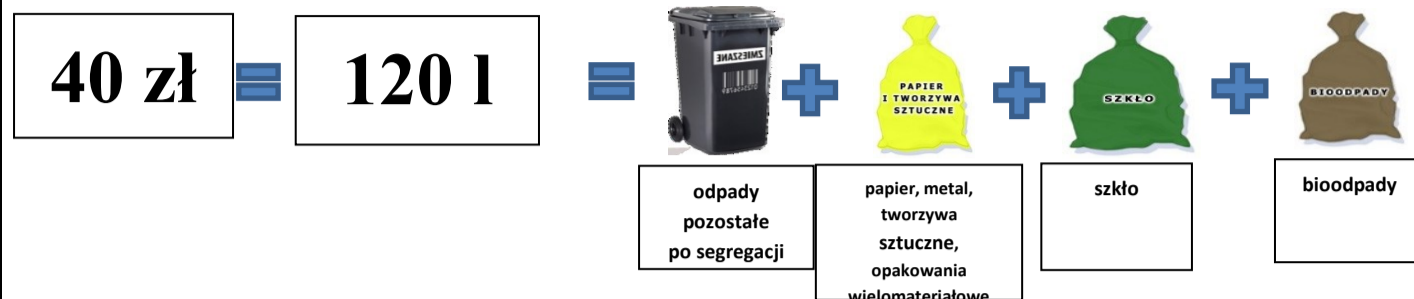 40 zł
120 l
ZMIESZANE
PAPIER
I TWORZYWA
SZTUCZNE
SZKŁO
BIOODPADY
odpady
pozostałe
po segregacji
papier, metal,
tworzywa
sztuczne,
opakowania
wielomateriałowe
szkło
bioodpady